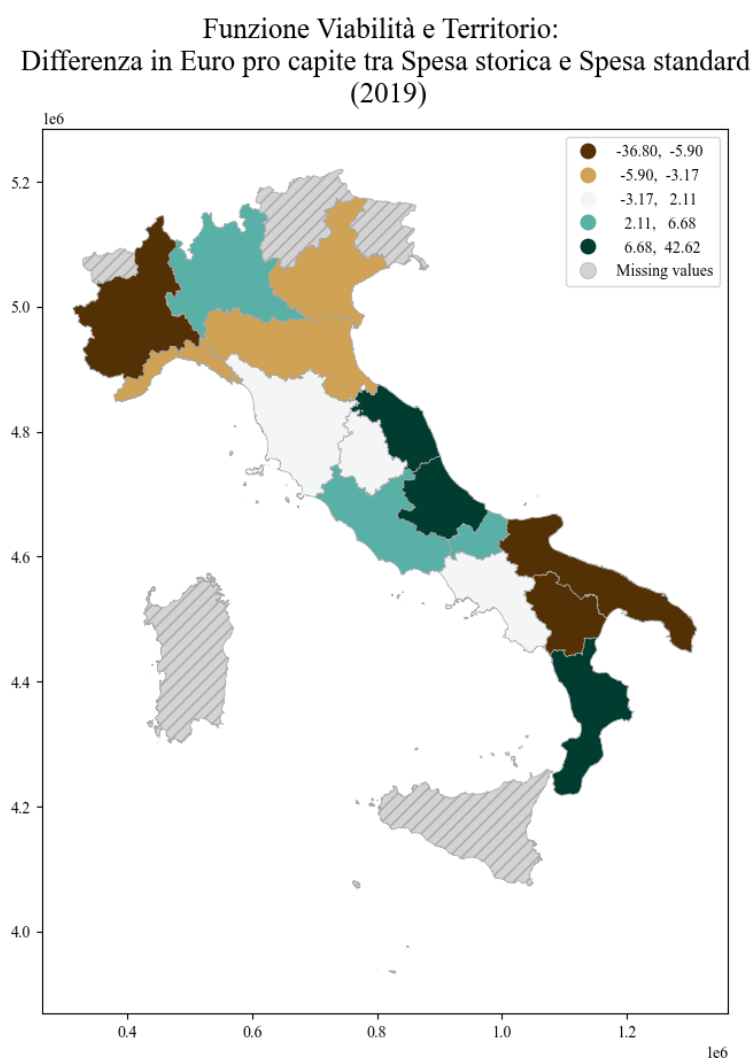 Funzione Viabilità e Territorio:
Differenza in Euro pro capite tra Spesa storica e Spesa standard
(2019)
1e6
-36.80, -5.90
-5.90, -3.17
-3.17, 2.11
2.11, 6.68
6.68, 42.62
Missing values
5.2
5.0
4.8
4.6
4.4
4.2
4.0
0.4 0.6 0.8 1.0 1.2
1e6